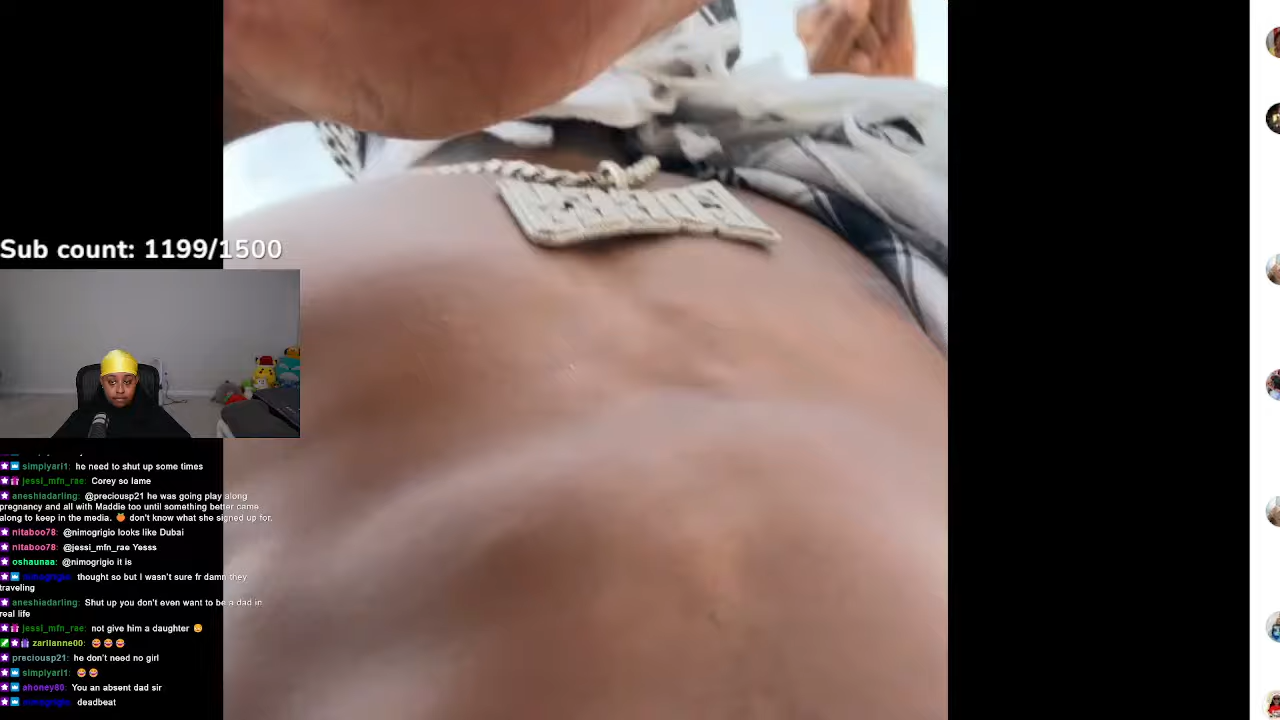 Sub count: 1199/1500
simplyari1: he need to shut up some times
jessi_mfn_rae: Corey so lame
aneshiadarling: @preciousp21 he was going play along
pregnancy and all with Maddie too until something better came
along to keep in the media. 🍑 don't know what she signed up for.
nitaboo78: @nimogrigio looks like Dubai
nitaboo78: @jessi_mfn_rae Yesss
oshaunaa: @nimogrigio it is
nimogrigio: thought so but I wasn't sure fr damn they
traveling
aneshiadarling: Shut up you don't even want to be a dad in
real life
jessi_mfn_rae: not give him a daughter
zarlianne00:
preciousp21: he don't need no girl
simplyari1:
ahoney80: You an absent dad sir
nimogrigio: deadbeat